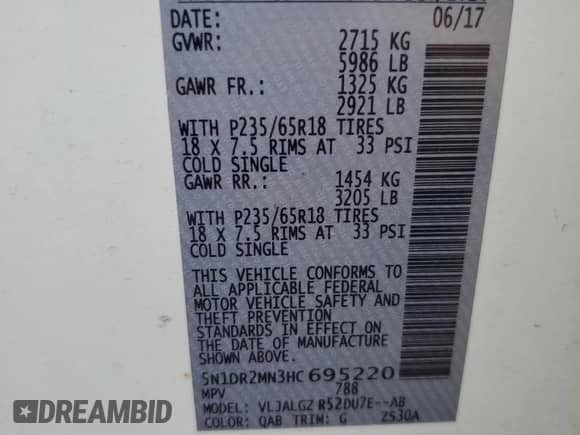 DATE: 06/17
GVWR: 2715 KG
5986 LB
GAWR FR.: 1325 KG
2921 LB
WITH P235/65R18 TIRES
18 X 7.5 RIMS AT 33 PSI
COLD SINGLE
GAWR RR.: 1454 KG
3205 LB
WITH P235/65R18 TIRES
18 X 7.5 RIMS AT 33 PSI
COLD SINGLE
THIS VEHICLE CONFORMS TO
ALL APPLICABLE FEDERAL
MOTOR VEHICLE SAFETY AND
THEFT PREVENTION
STANDARDS IN EFFECT ON
THE DATE OF MANUFACTURE
SHOWN ABOVE.
5N1DR2MN3HC695220
MPV 788
MODEL: VLJALGZ R52DU7E--AB
COLOR: QAB TRIM: G 2530A